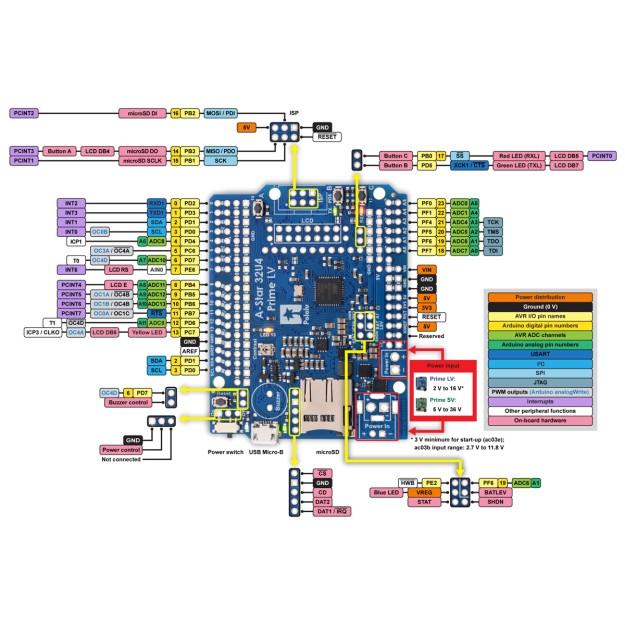 PCINT2 microSD DI 16 PB2 MOSI / PDI ISP
5V GND
RESET
PCINT3 Button A LCD DB4 microSD DO 14 PB3 MISO / PDO
PCINT1 microSD SCLK 15 PB1 SCK
Button C PB0 17 SS Red LED (RXL) LCD DB5 PCINT0
Button B PD5 XCK1 / CTS Green LED (TXL) LCD DB7
INT2 RXD1 0 PD2
INT3 TXD1 1 PD3
INT1 SDA 2 PD1
INT0 OC0B SCL 3 PD0
ICP1 A6 ADC8 4 PD4
OC3A / OC4A 5 PC6
T0 OC4D A7 ADC10 6 PD7
INT6 LCD RS AIN0 7 PE6
PCINT4 LCD E A8 ADC11 8 PB4
PCINT5 OC1A / OC4B A9 ADC12 9 PB5
PCINT6 OC1B / OC4B A10 ADC13 10 PB6
PCINT7 OC0A / OC1C RTS 11 PB7
T1 OC4D A11 ADC9 12 PD6
ICP3 / CLKO OC4A LCD DB6 Yellow LED 13 PC7
GND
AREF
SDA 2 PD1
SCL 3 PD0
PF0 23 ADC0 A5
PF1 22 ADC1 A4
PF4 21 ADC4 A3 TCK
PF5 20 ADC5 A2 TMS
PF6 19 ADC6 A1 TDO
PF7 18 ADC7 A0 TDI
VIN
GND
GND
5V
3V3
RESET
5V
Reserved
B
C
LCD
A-Star 32U4
Prime LV
Pololu
Buzzer
Reset
Power In
Power distribution
Ground (0 V)
AVR I/O pin names
Arduino digital pin numbers
AVR ADC channels
Arduino analog pin numbers
USART
I²C
SPI
JTAG
PWM outputs (Arduino analogWrite)
Interrupts
Other peripheral functions
On-board hardware
Power input
Prime LV:
2 V to 16 V*
Prime SV:
5 V to 36 V
* 3 V minimum for start-up (ac03e);
ac03b input range: 2.7 V to 11.8 V
OC4D 6 PD7
Buzzer control
GND
Power control
Not connected
Power switch USB Micro-B microSD
CS
GND
CD
DAT2
DAT1 / IRQ
HWB PE2 PF6 19 ADC6 A1
Blue LED VREG BATLEV
STAT SHDN